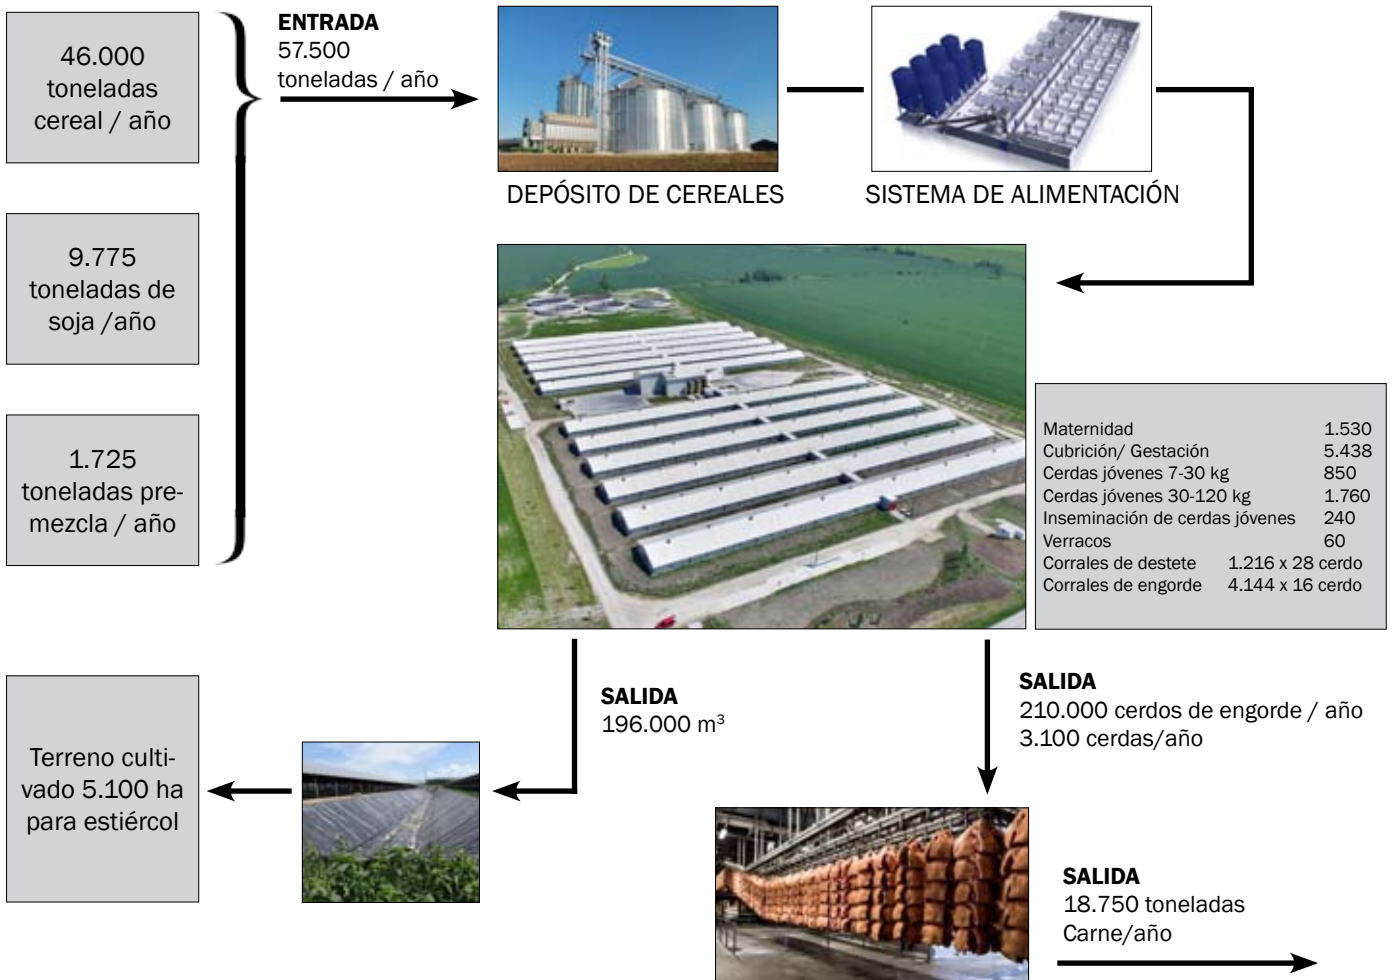 46.000
toneladas
cereal / año
9.775
toneladas de
soja /año
1.725
toneladas pre-
mezcla / año
ENTRADA
57.500
toneladas / año
DEPÓSITO DE CEREALES
SISTEMA DE ALIMENTACIÓN
Maternidad 1.530
Cubrición/ Gestación 5.438
Cerdas jóvenes 7-30 kg 850
Cerdas jóvenes 30-120 kg 1.760
Inseminación de cerdas jóvenes 240
Verracos 60
Corrales de destete 1.216 x 28 cerdo
Corrales de engorde 4.144 x 16 cerdo
SALIDA
196.000 m³
Terreno culti-
vado 5.100 ha
para estiércol
SALIDA
210.000 cerdos de engorde / año
3.100 cerdas/año
SALIDA
18.750 toneladas
Carne/año